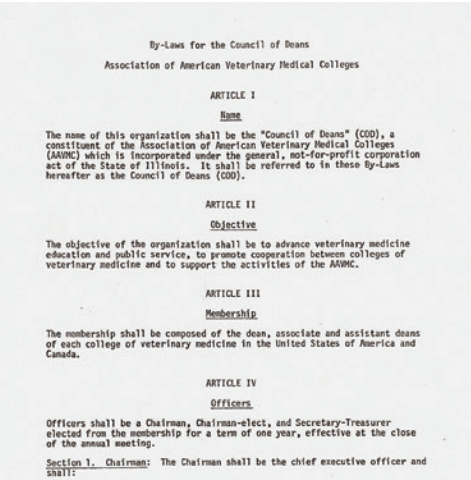 By-Laws for the Council of Deans
Association of American Veterinary Medical Colleges
ARTICLE I
Name
The name of this organization shall be the "Council of Deans" (COD), a
constituent of the Association of American Veterinary Medical Colleges
(AAVMC) which is incorporated under the general, not-for-profit corporation
act of the State of Illinois. It shall be referred to in these By-Laws
hereafter as the Council of Deans (COD).
ARTICLE II
Objective
The objective of the organization shall be to advance veterinary medicine
education and public service, to promote cooperation between colleges of
veterinary medicine and to support the activities of the AAVMC.
ARTICLE III
Membership
The membership shall be composed of the dean, associate and assistant deans
of each college of veterinary medicine in the United States of America and
Canada.
ARTICLE IV
Officers
Officers shall be a Chairman, Chairman-elect, and Secretary-Treasurer
elected from the membership for a term of one year, effective at the close
of the annual meeting.
Section 1. Chairman: The Chairman shall be the chief executive officer and
shall: